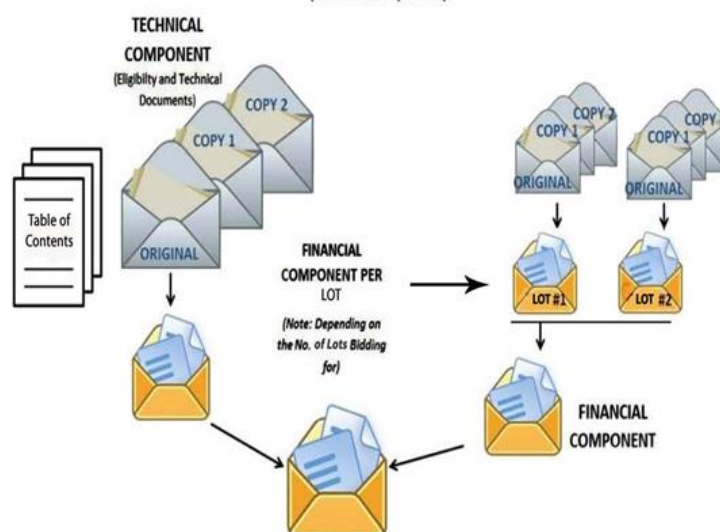 TECHNICAL
COMPONENT
(Eligibilty and Technical
Documents)
COPY 2
COPY 1
ORIGINAL
Table of
Contents
FINANCIAL
COMPONENT PER
LOT
(Note: Depending on
the No. of Lots Bidding
for)
COPY 2
COPY 1
ORIGINAL
COPY
COPY 1
ORIGINAL
LOT #1
LOT #2
FINANCIAL
COMPONENT